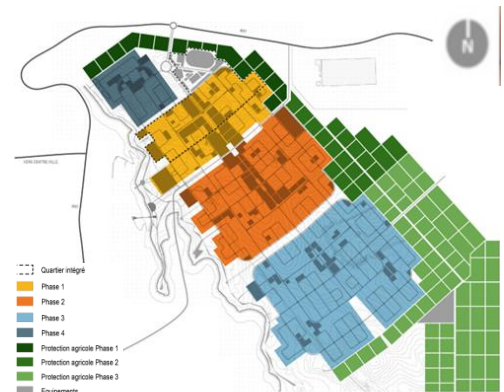 N
Quartier intégré
Phase 1
Phase 2
Phase 3
Phase 4
Protection agricole Phase 1
Protection agricole Phase 2
Protection agricole Phase 3
Equipements